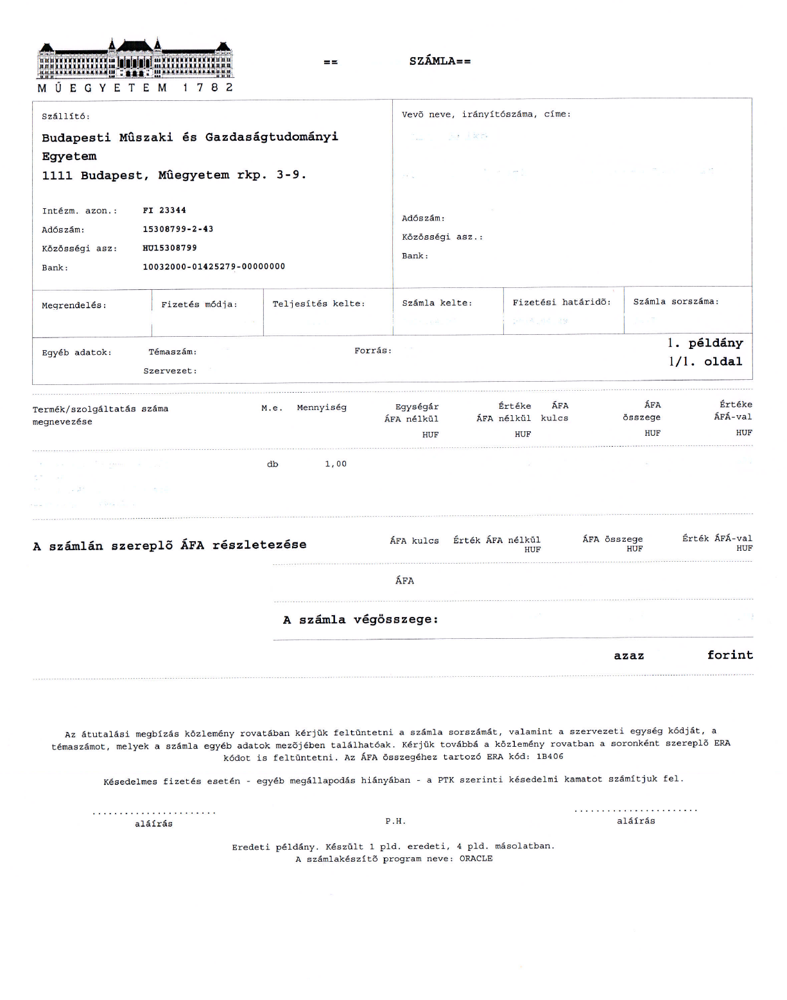 MŰEGYETEM 1782
== SZÁMLA==
Szállító:
Budapesti Mûszaki és Gazdaságtudományi
Egyetem
1111 Budapest, Mûegyetem rkp. 3-9.
Intézm. azon.: FI 23344
Adószám: 15308799-2-43
Közösségi asz: HU15308799
Bank: 10032000-01425279-00000000
Vevõ neve, irányítószáma, címe:
Adószám:
Közösségi asz.:
Bank:
Megrendelés: Fizetés módja: Teljesítés kelte: Számla kelte: Fizetési határidõ: Számla sorszáma:
Egyéb adatok: Témaszám: Forrás:
Szervezet:
1. példány
1/1. oldal
Termék/szolgáltatás száma M.e. Mennyiség Egységár Értéke ÁFA ÁFA Értéke
megnevezése ÁFA nélkül ÁFA nélkül kulcs összege ÁFÁ-val
HUF HUF HUF HUF
db 1,00
A számlán szereplõ ÁFA részletezése ÁFA kulcs Érték ÁFA nélkül ÁFA összege Érték ÁFÁ-val
HUF HUF HUF
ÁFA
A számla végösszege:
azaz forint
Az átutalási megbízás közlemény rovatában kérjük feltüntetni a számla sorszámát, valamint a szervezeti egység kódját, a
témaszámot, melyek a számla egyéb adatok mezõjében találhatóak. Kérjük továbbá a közlemény rovatban a soronként szereplõ ERA
kódot is feltüntetni. Az ÁFA összegéhez tartozó ERA kód: 1B406
Késedelmes fizetés esetén - egyéb megállapodás hiányában - a PTK szerinti késedelmi kamatot számítjuk fel.
aláírás P.H. aláírás
Eredeti példány. Készült 1 pld. eredeti, 4 pld. másolatban.
A számlakészítõ program neve: ORACLE